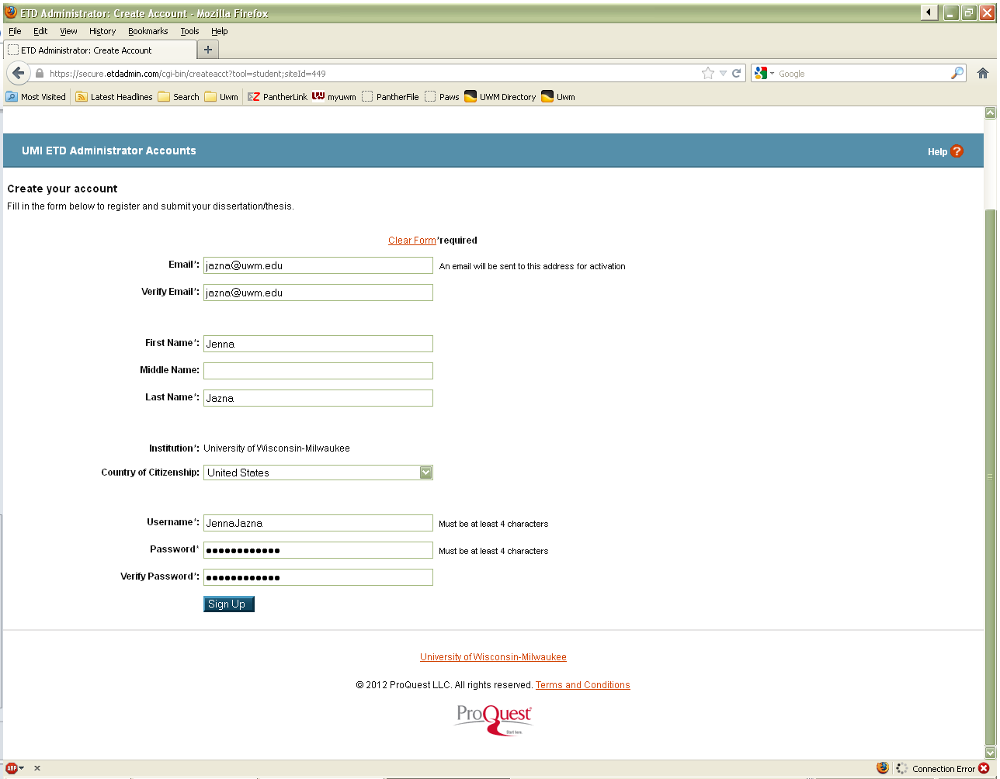 ETD Administrator: Create Account - Mozilla Firefox
File Edit View History Bookmarks Tools Help
ETD Administrator: Create Account +
https://secure.etdadmin.com/cgi-bin/createacct?tool=student;siteId=449 Google
Most Visited Latest Headlines Search Uwm PantherLink myuwm PantherFile Paws UWM Directory Uwm
UMI ETD Administrator Accounts Help ?
Create your account
Fill in the form below to register and submit your dissertation/thesis.
Clear Form *required
Email*: jazna@uwm.edu An email will be sent to this address for activation
Verify Email*: jazna@uwm.edu
First Name*: Jenna
Middle Name:
Last Name*: Jazna
Institution*: University of Wisconsin-Milwaukee
Country of Citizenship: United States
Username*: JennaJazna Must be at least 4 characters
Password* ●●●●●●●●●●●● Must be at least 4 characters
Verify Password*: ●●●●●●●●●●●●
Sign Up
University of Wisconsin-Milwaukee
© 2012 ProQuest LLC. All rights reserved. Terms and Conditions
ProQuest
Start here.
ABP x Connection Error